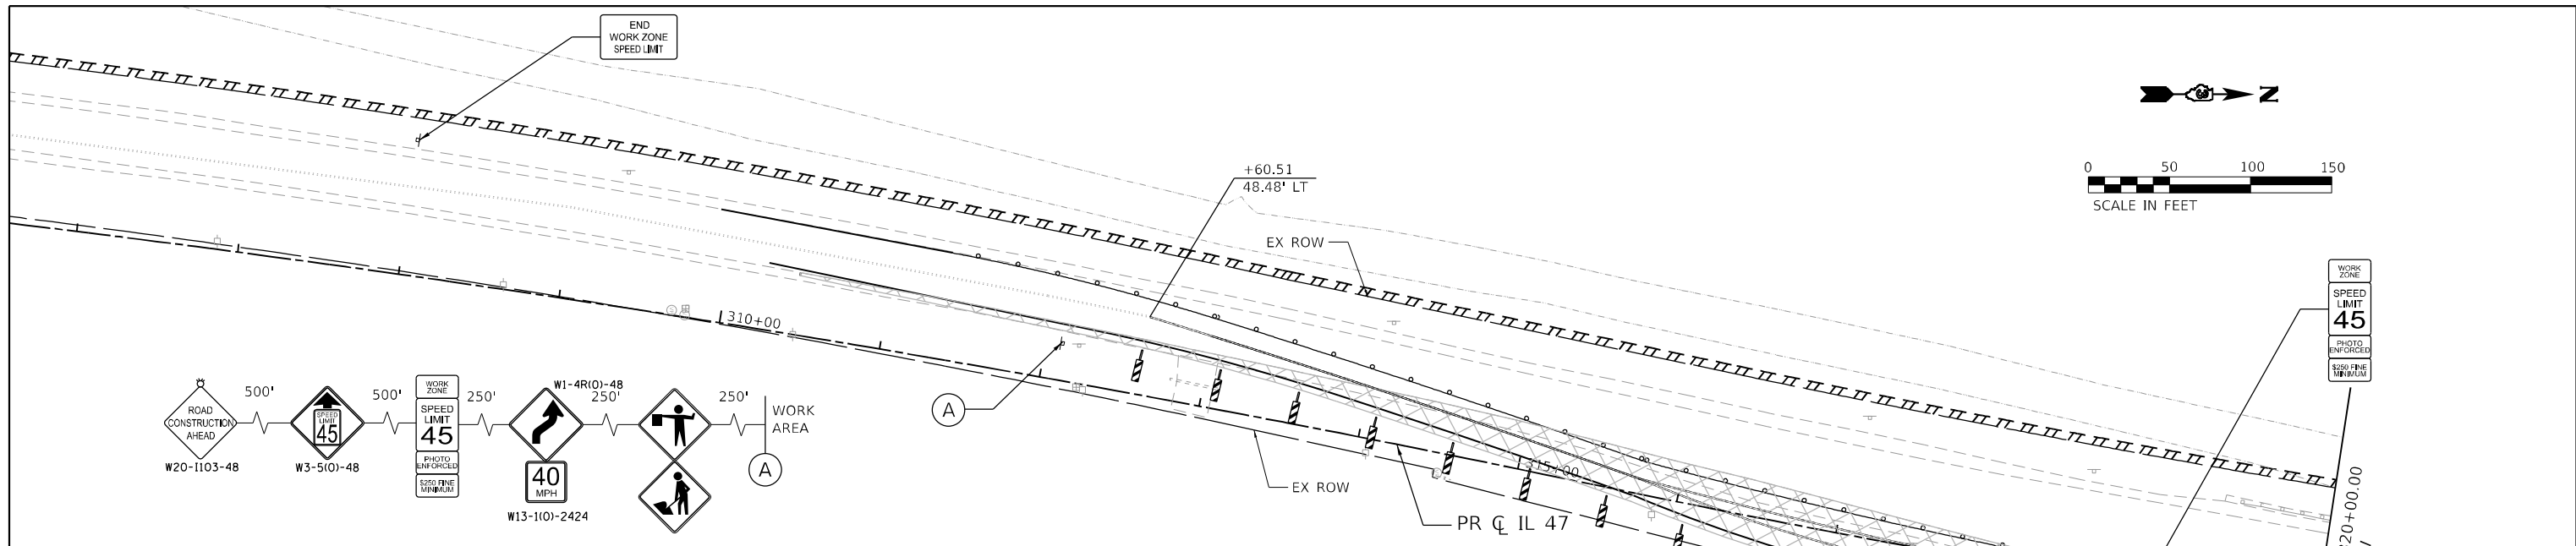 END
WORK ZONE
SPEED LIMIT
N
0 50 100 150
SCALE IN FEET
+60.51
48.48' LT
EX ROW
WORK
ZONE
SPEED
LIMIT
45
PHOTO
ENFORCED
$250 FINE
MINIMUM
310+00
A
ROAD
CONSTRUCTION
AHEAD
W20-I103-48
500'
SPEED
LIMIT
45
W3-5(0)-48
500'
WORK
ZONE
SPEED
LIMIT
45
PHOTO
ENFORCED
$250 FINE
MINIMUM
250'
W1-4R(0)-48
40
MPH
W13-1(0)-2424
250'
250'
WORK
AREA
A
315+00
EX ROW
PR ℄ IL 47
20+00.00